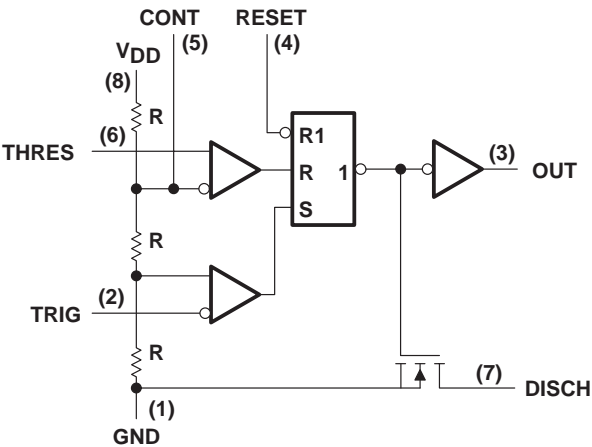 CONT
RESET
(5)
(4)
VDD
(8)
R
(6)
THRES
R1
R
1
S
(3)
OUT
R
(2)
TRIG
R
(7)
DISCH
(1)
GND